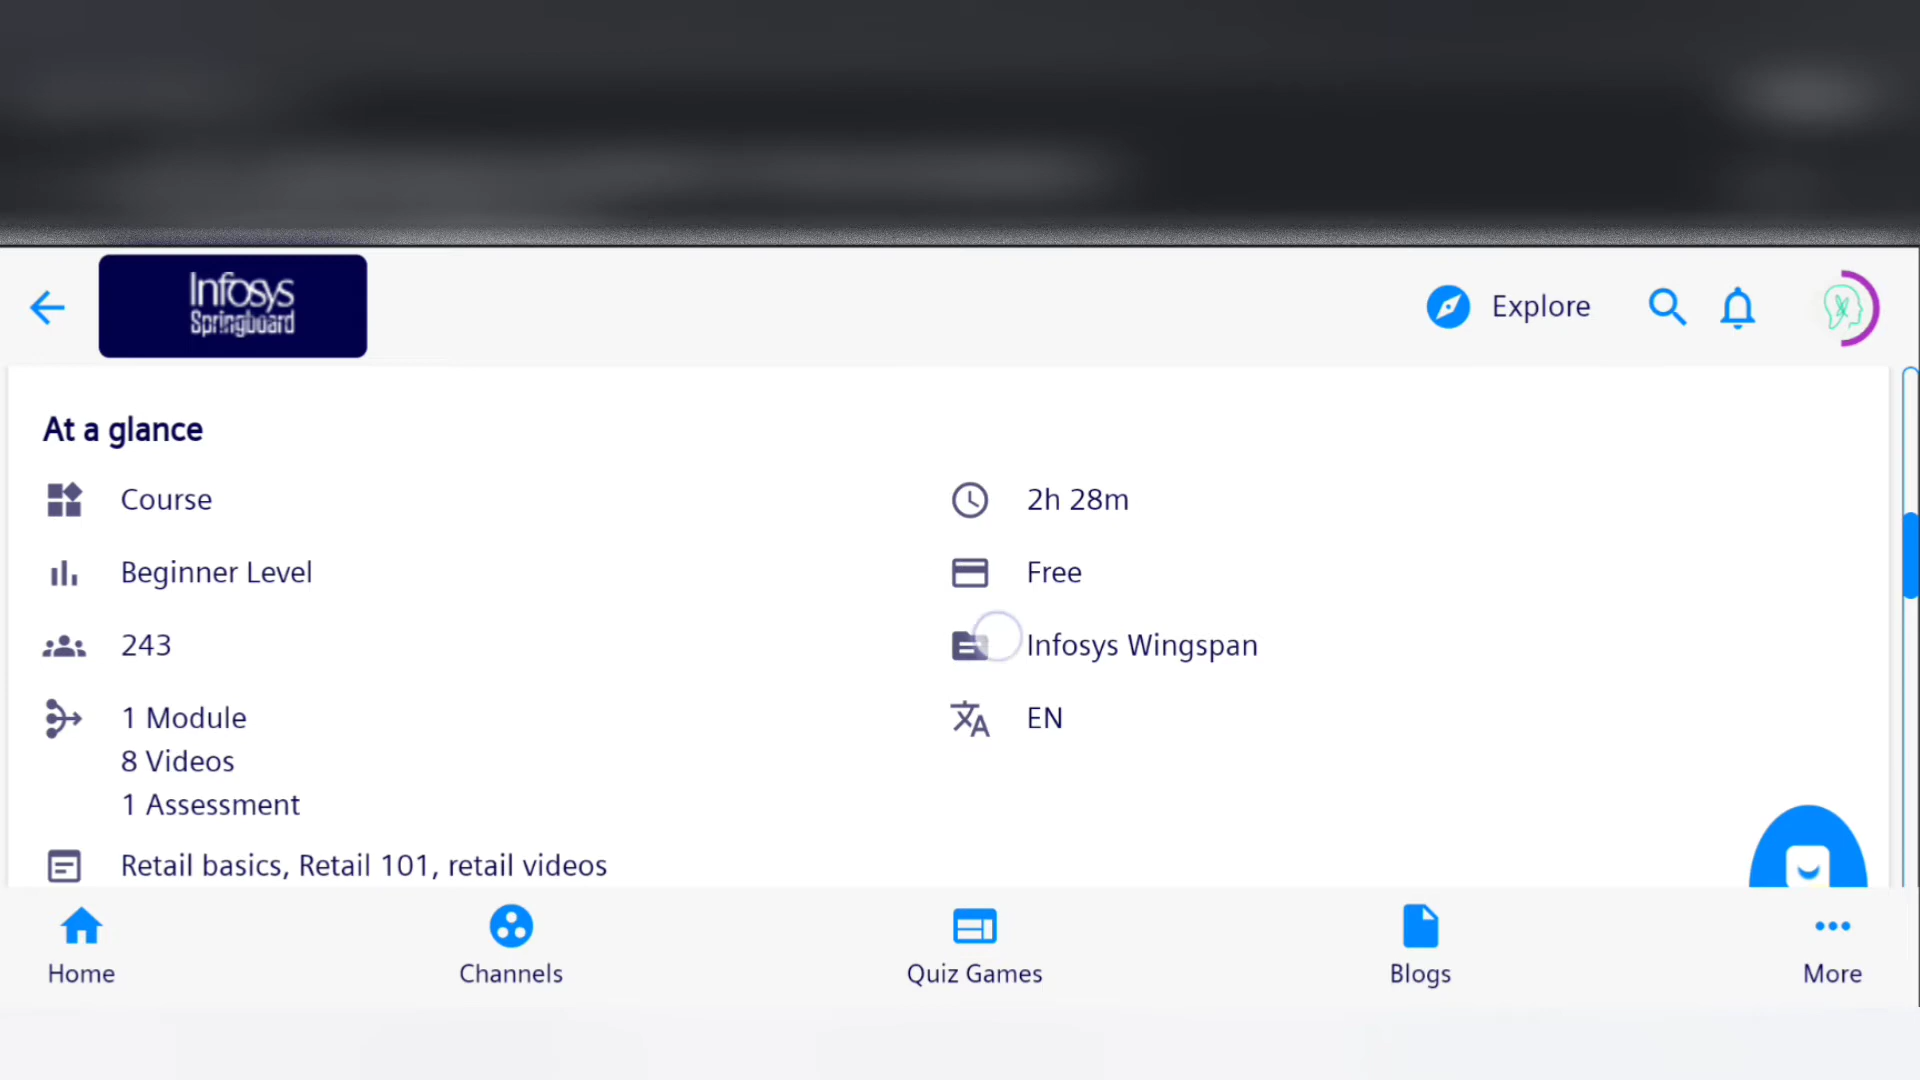 Infosys
Springboard
Explore
At a glance
Course
2h 28m
Beginner Level
Free
243
Infosys Wingspan
1 Module
EN
8 Videos
1 Assessment
Retail basics, Retail 101, retail videos
Home
Channels
Quiz Games
Blogs
More